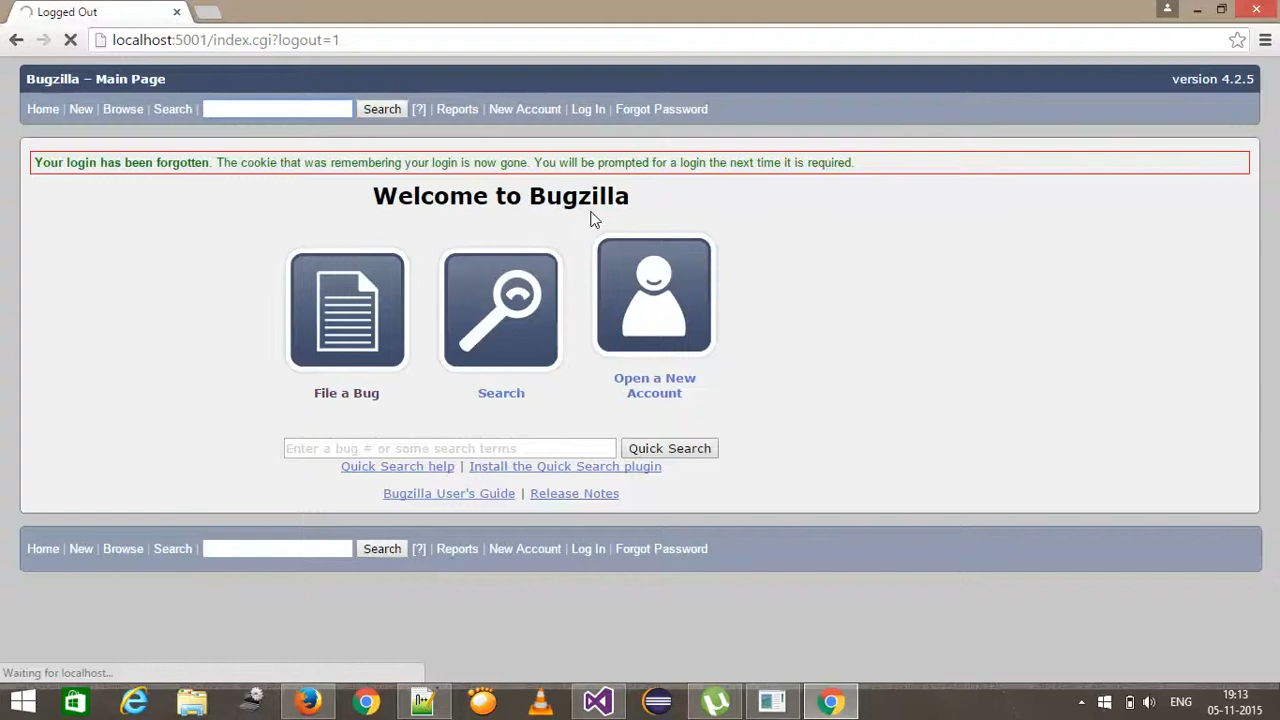 Logged Out
localhost:5001/index.cgi?logout=1
Bugzilla – Main Page
version 4.2.5
Home | New | Browse | Search | Search [?] | Reports | New Account | Log In | Forgot Password
Your login has been forgotten. The cookie that was remembering your login is now gone. You will be prompted for a login the next time it is required.
Welcome to Bugzilla
File a Bug
Search
Open a New
Account
Enter a bug # or some search terms
Quick Search
Quick Search help | Install the Quick Search plugin
Bugzilla User's Guide | Release Notes
Home | New | Browse | Search | Search [?] | Reports | New Account | Log In | Forgot Password
Waiting for localhost...
ENG
19:13
05-11-2015